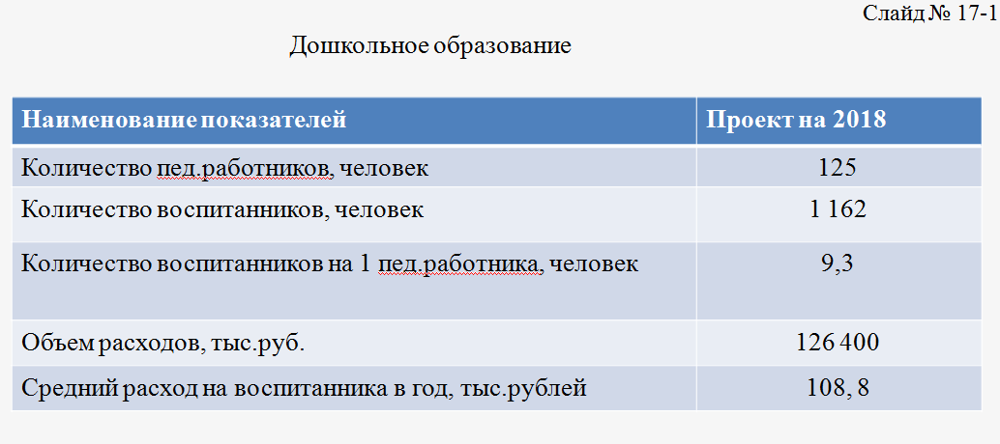 Слайд № 17-1
Дошкольное образование
Наименование показателей Проект на 2018
Количество пед.работников, человек 125
Количество воспитанников, человек 1 162
Количество воспитанников на 1 пед.работника, человек 9,3
Объем расходов, тыс.руб. 126 400
Средний расход на воспитанника в год, тыс.рублей 108, 8